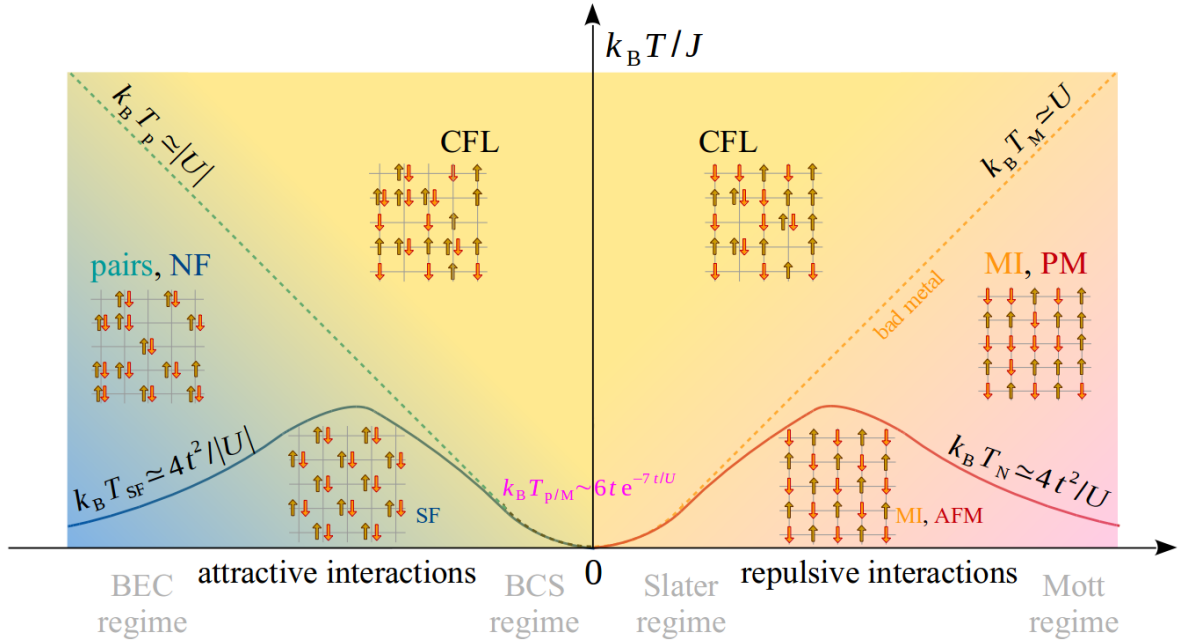 k_B T/J
k_B T_p ≃ |U|
CFL
CFL
k_B T_M ≃ U
pairs, NF
bad metal
MI, PM
k_B T_SF ≃ 4t²/|U|
SF
k_B T_p/M ~ 6t e^(-7t/U)
MI, AFM
k_B T_N ≃ 4t²/U
attractive interactions
0
repulsive interactions
BEC
regime
BCS
regime
Slater
regime
Mott
regime